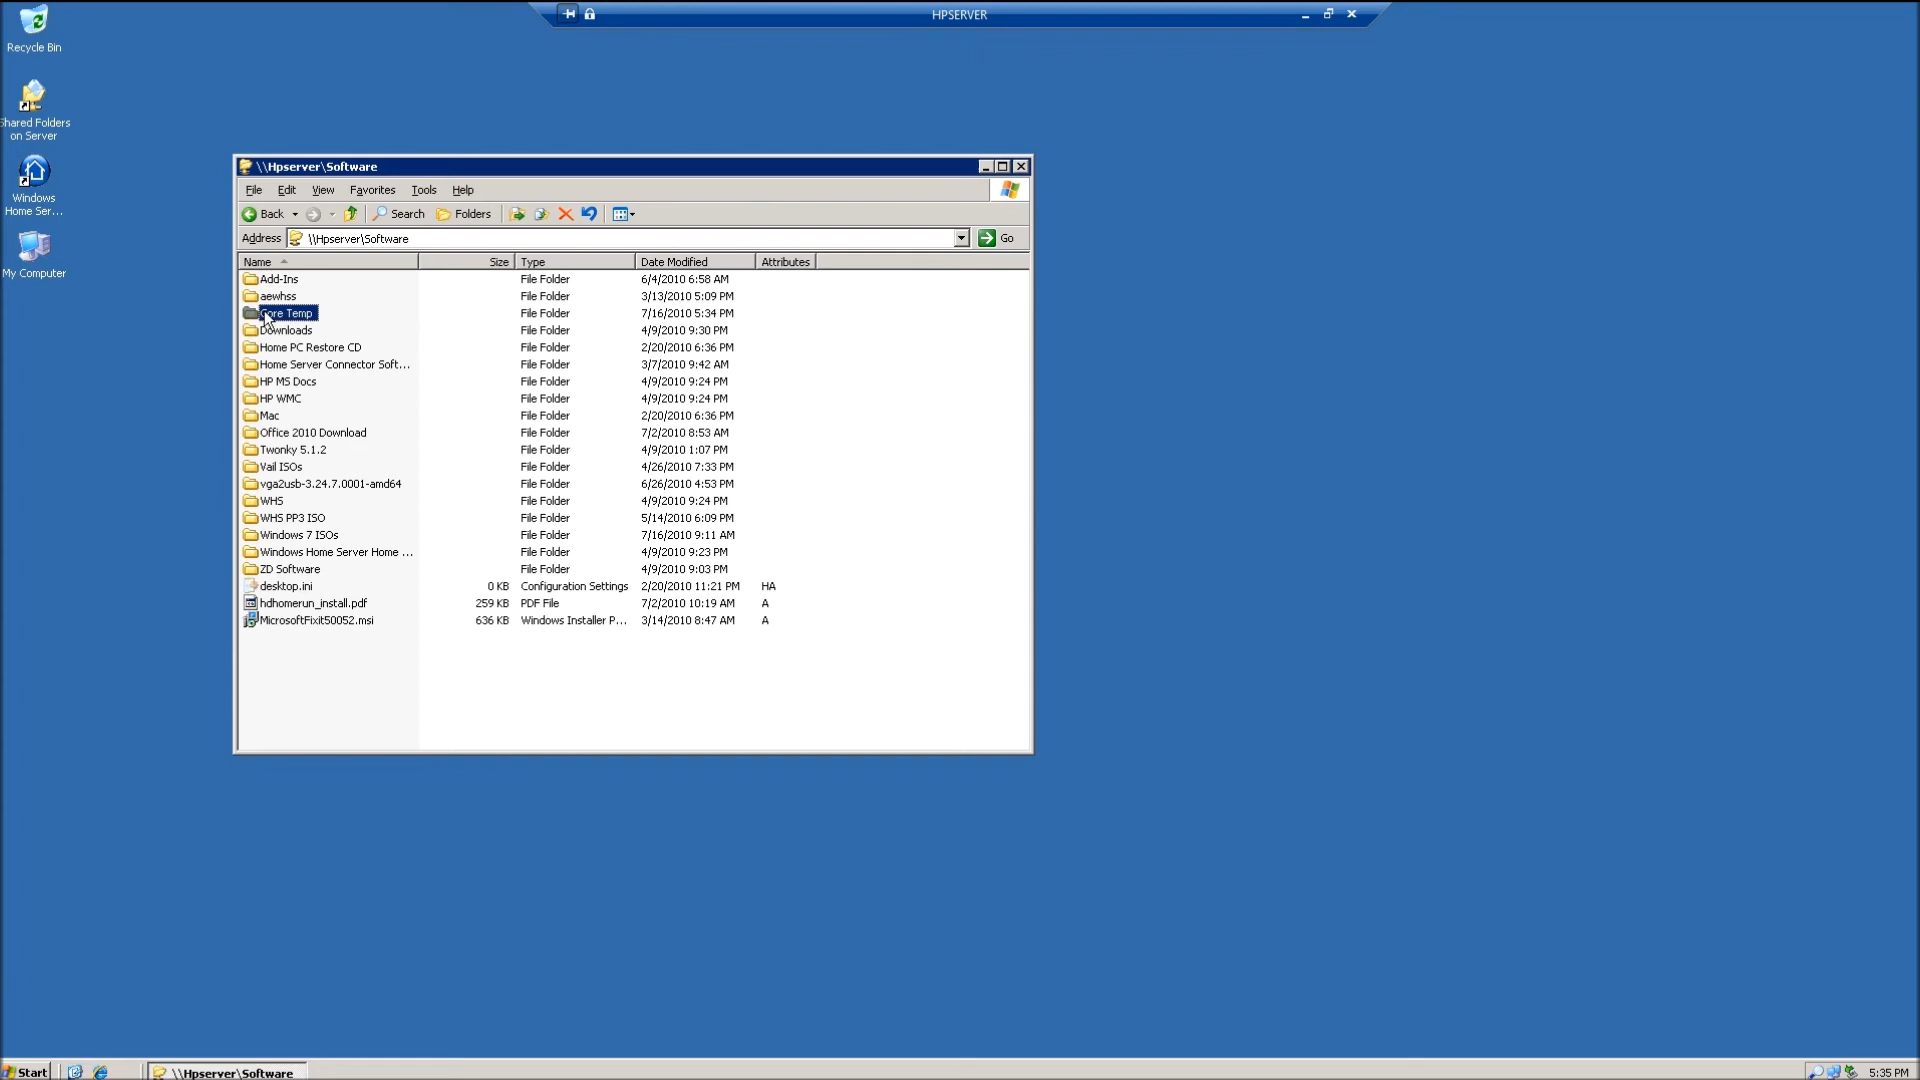 HPSERVER
Recycle Bin
Shared Folders
on Server
Windows
Home Ser...
My Computer
\\Hpserver\Software
File Edit View Favorites Tools Help
Back Search Folders
Address \\Hpserver\Software Go
Name Size Type Date Modified Attributes
Add-Ins File Folder 6/4/2010 6:58 AM
aewhss File Folder 3/13/2010 5:09 PM
Core Temp File Folder 7/16/2010 5:34 PM
Downloads File Folder 4/9/2010 9:30 PM
Home PC Restore CD File Folder 2/20/2010 6:36 PM
Home Server Connector Soft... File Folder 3/7/2010 9:42 AM
HP MS Docs File Folder 4/9/2010 9:24 PM
HP WMC File Folder 4/9/2010 9:24 PM
Mac File Folder 2/20/2010 6:36 PM
Office 2010 Download File Folder 7/2/2010 8:53 AM
Twonky 5.1.2 File Folder 4/9/2010 1:07 PM
Vail ISOs File Folder 4/26/2010 7:33 PM
vga2usb-3.24.7.0001-amd64 File Folder 6/26/2010 4:53 PM
WHS File Folder 4/9/2010 9:24 PM
WHS PP3 ISO File Folder 5/14/2010 6:09 PM
Windows 7 ISOs File Folder 7/16/2010 9:11 AM
Windows Home Server Home ... File Folder 4/9/2010 9:23 PM
ZD Software File Folder 4/9/2010 9:03 PM
desktop.ini 0 KB Configuration Settings 2/20/2010 11:21 PM HA
hdhomerun_install.pdf 259 KB PDF File 7/2/2010 10:19 AM A
MicrosoftFixit50052.msi 636 KB Windows Installer P... 3/14/2010 8:47 AM A
Start \\Hpserver\Software 5:35 PM